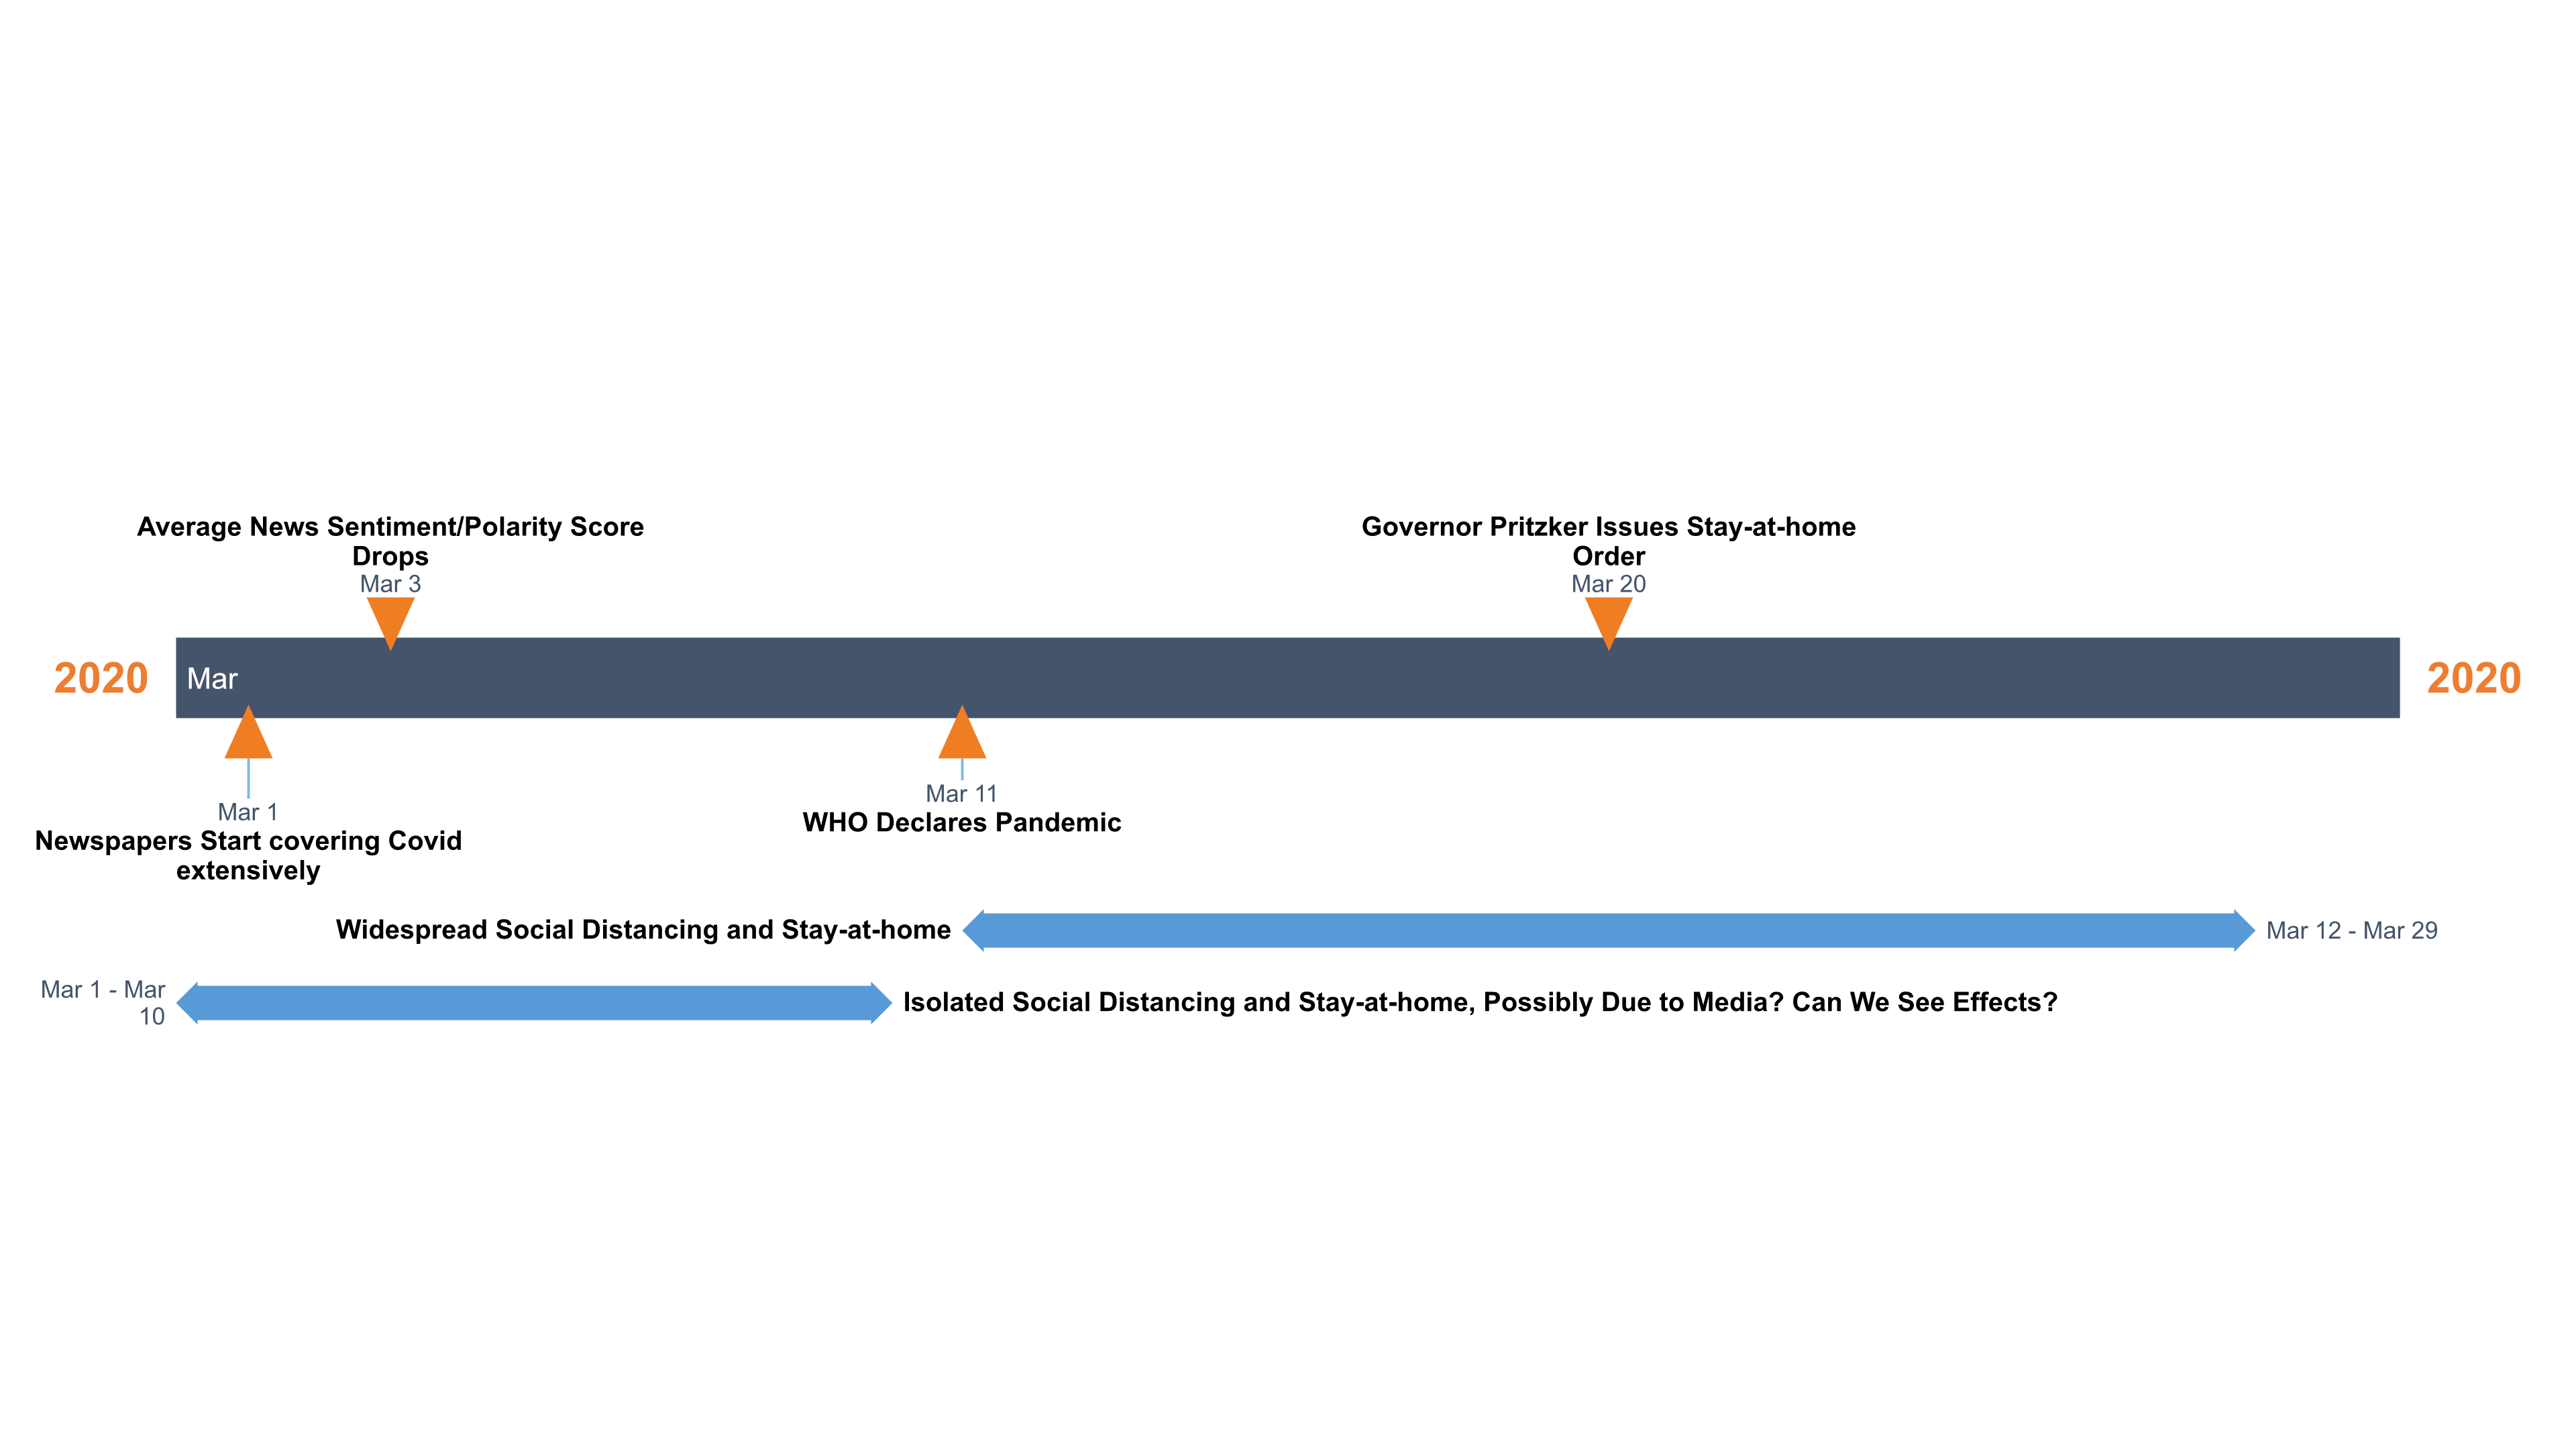 Average News Sentiment/Polarity Score
Drops
Mar 3
Governor Pritzker Issues Stay-at-home
Order
Mar 20
2020
Mar
2020
Mar 1
Newspapers Start covering Covid
extensively
Mar 11
WHO Declares Pandemic
Widespread Social Distancing and Stay-at-home
Mar 12 - Mar 29
Mar 1 - Mar
10
Isolated Social Distancing and Stay-at-home, Possibly Due to Media? Can We See Effects?